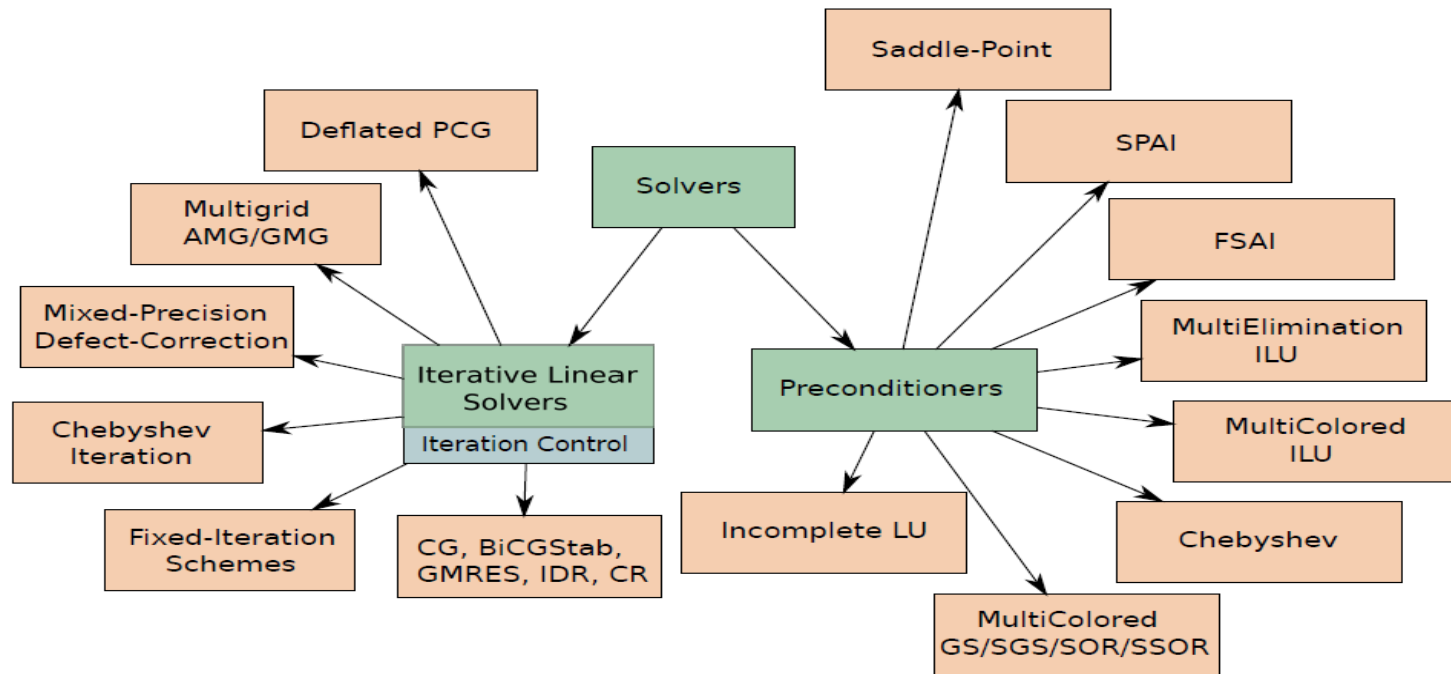 Saddle-Point
Deflated PCG
SPAI
Solvers
Multigrid
AMG/GMG
FSAI
Mixed-Precision
Defect-Correction
MultiElimination
ILU
Iterative Linear
Solvers
Iteration Control
Preconditioners
Chebyshev
Iteration
MultiColored
ILU
Fixed-Iteration
Schemes
CG, BiCGStab,
GMRES, IDR, CR
Incomplete LU
Chebyshev
MultiColored
GS/SGS/SOR/SSOR